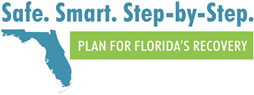 Safe. Smart. Step-by-Step.
PLAN FOR FLORIDA'S RECOVERY